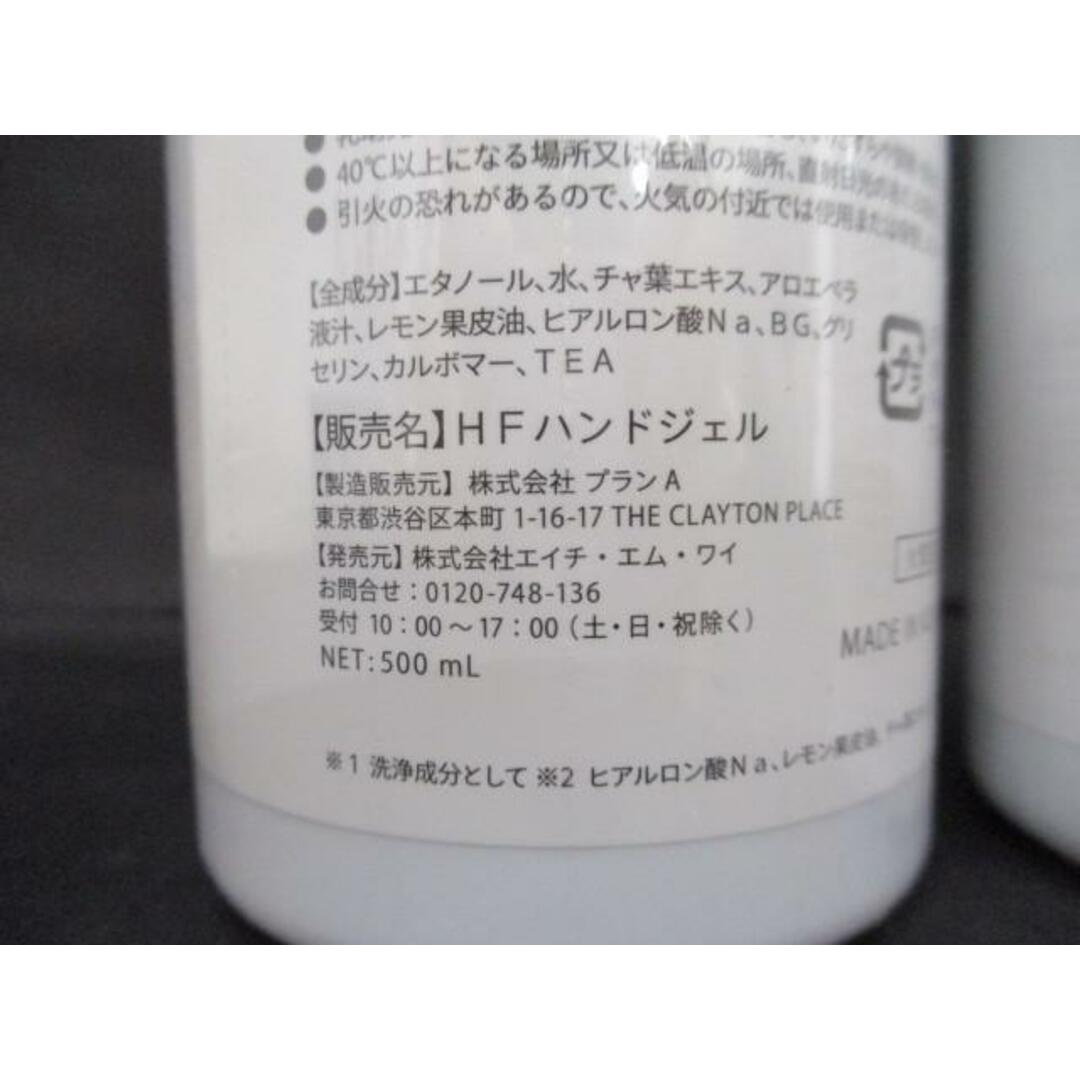 ● 40℃以上になる場所又は低温の場所、直射日光の
● 引火の恐れがあるので、火気の付近では使用または
【全成分】エタノール、水、チャ葉エキス、アロエベラ
液汁、レモン果皮油、ヒアルロン酸Ｎａ、ＢＧ、グリ
セリン、カルボマー、ＴＥＡ
プラ
【販売名】ＨＦハンドジェル
【製造販売元】 株式会社 プランＡ
東京都渋谷区本町 1-16-17 THE CLAYTON PLACE
【発売元】株式会社エイチ・エム・ワイ
お問合せ：0120-748-136
受付 10：00～17：00（土・日・祝除く）
NET：500 mL
MADE IN
※1 洗浄成分として ※2 ヒアルロン酸Ｎａ、レモン果皮油、